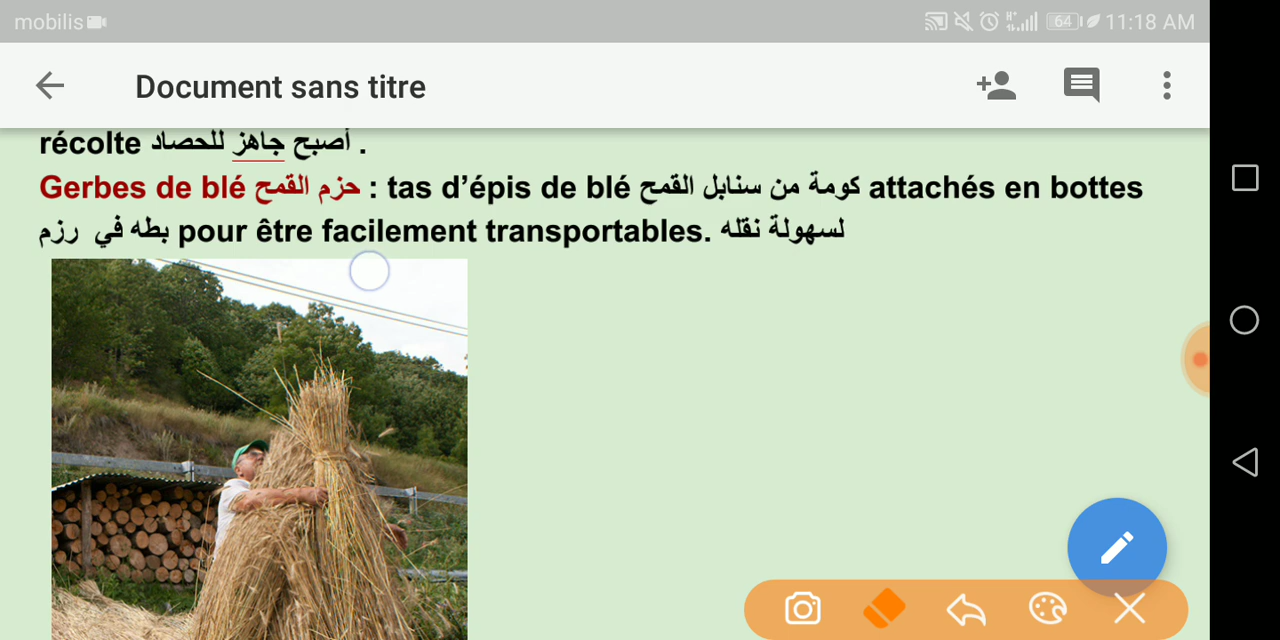 mobilis
H+ 64 11:18 AM
Document sans titre
récolte أصبح جاهز للحصاد .
Gerbes de blé حزم القمح : tas d’épis de blé كومة من سنابل القمح attachés en bottes
بطه في رزم pour être facilement transportables. لسهولة نقله